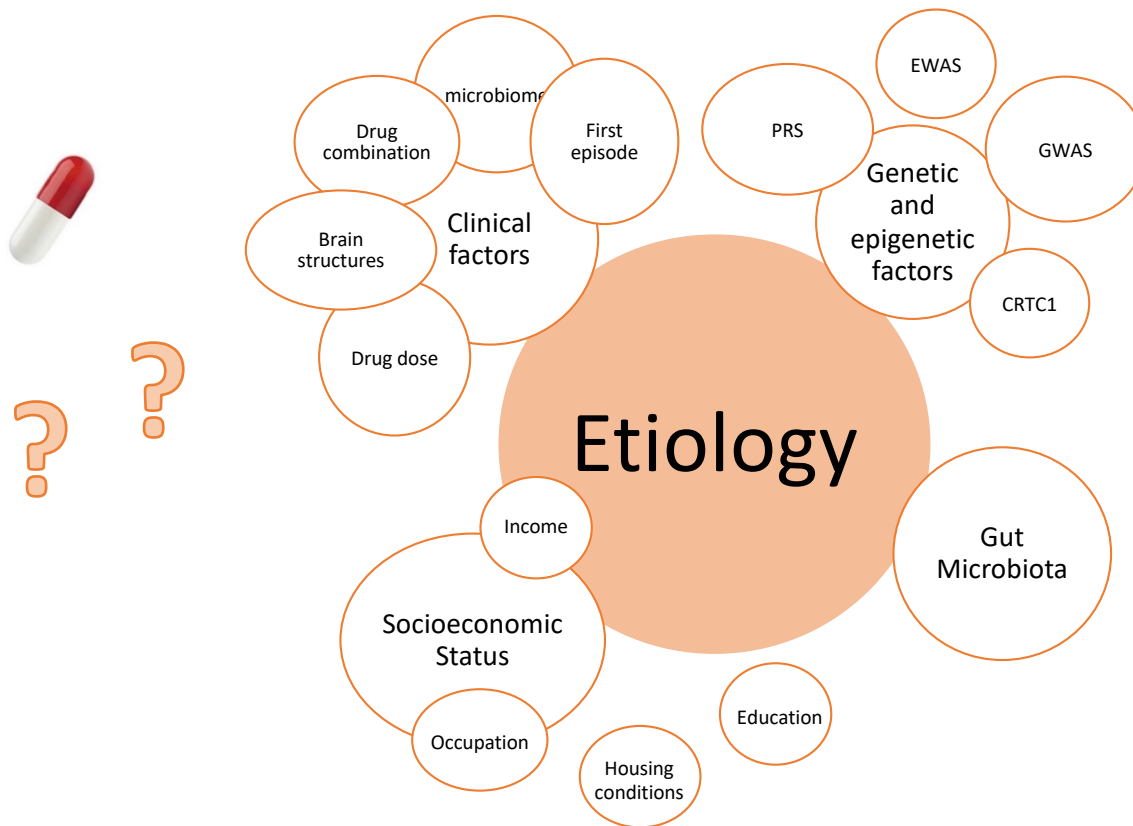 microbiome
Drug
combination
First
episode
Brain
structures
Clinical
factors
Drug dose
EWAS
PRS
GWAS
Genetic
and
epigenetic
factors
CRTC1
?
?
Etiology
Gut
Microbiota
Income
Socioeconomic
Status
Occupation
Education
Housing
conditions